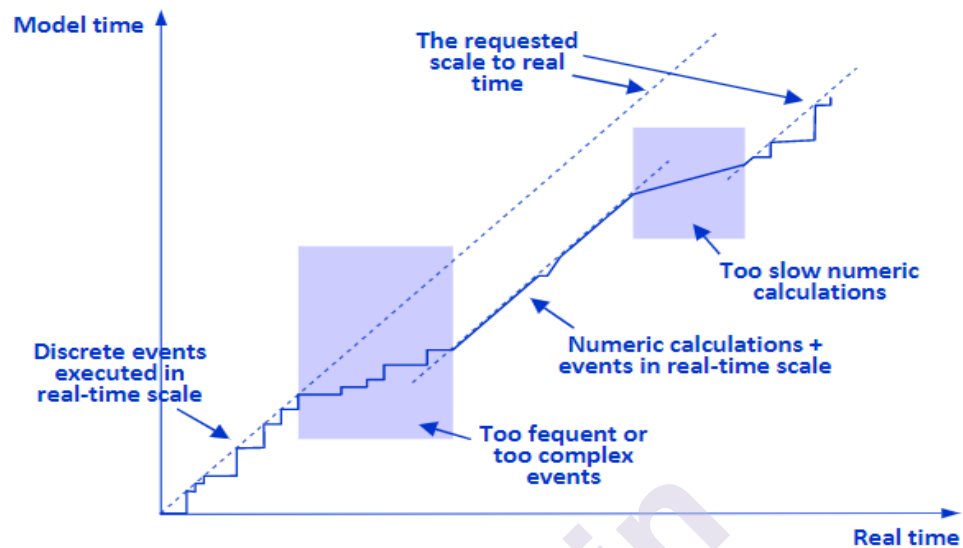 Model time
The requested
scale to real
time
Too slow numeric
calculations
Discrete events
executed in
real-time scale
Numeric calculations +
events in real-time scale
Too fequent or
too complex
events
in
Real time